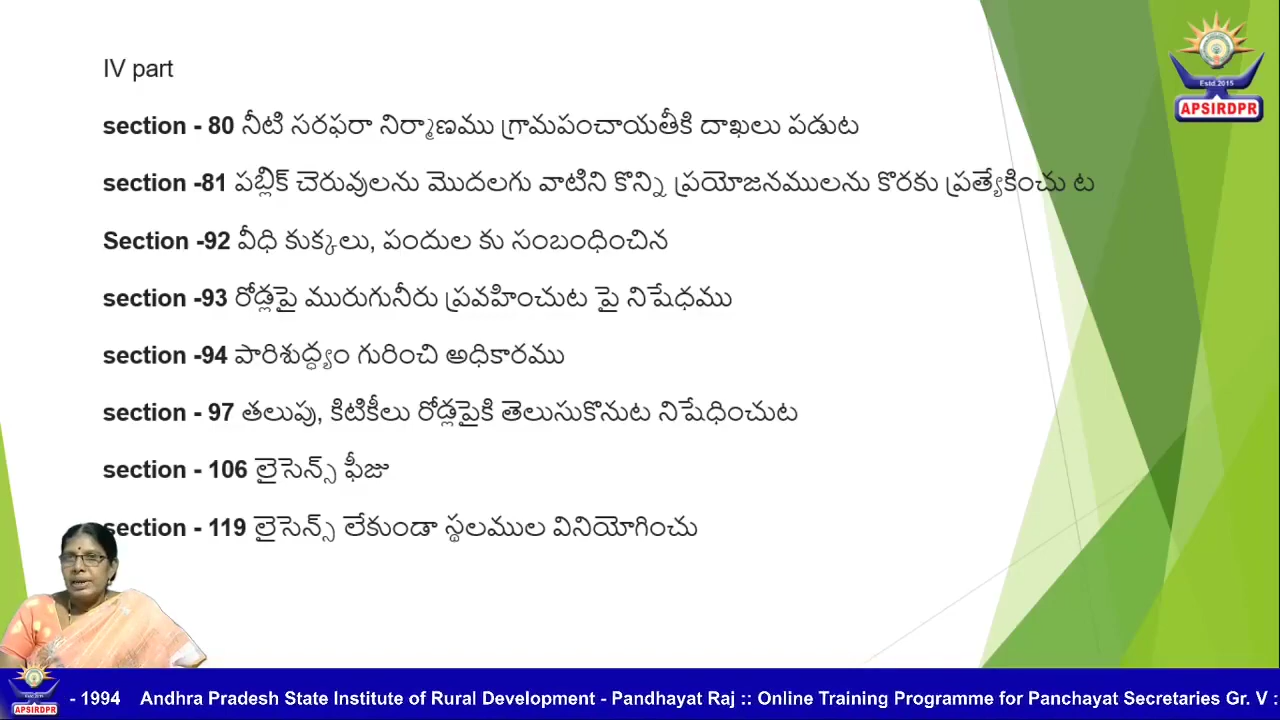 IV part
section - 80 నీటి సరఫరా నిర్మాణము గ్రామపంచాయతీకి దాఖలు పడుట
section -81 పబ్లిక్ చెరువులను మొదలగు వాటిని కొన్ని ప్రయోజనములను కొరకు ప్రత్యేకించు ట
Section -92 వీధి కుక్కలు, పందుల కు సంబంధించిన
section -93 రోడ్లపై మురుగునీరు ప్రవహించుట పై నిషేధము
section -94 పారిశుద్ధ్యం గురించి అధికారము
section - 97 తలుపు, కిటికీలు రోడ్లపైకి తెలుసుకొనుట నిషేధించుట
section - 106 లైసెన్స్ ఫీజు
section - 119 లైసెన్స్ లేకుండా స్థలముల వినియోగించు
Estd.2015
APSIRDPR
APSIRDPR
- 1994 Andhra Pradesh State Institute of Rural Development - Pandhayat Raj :: Online Training Programme for Panchayat Secretaries Gr. V :